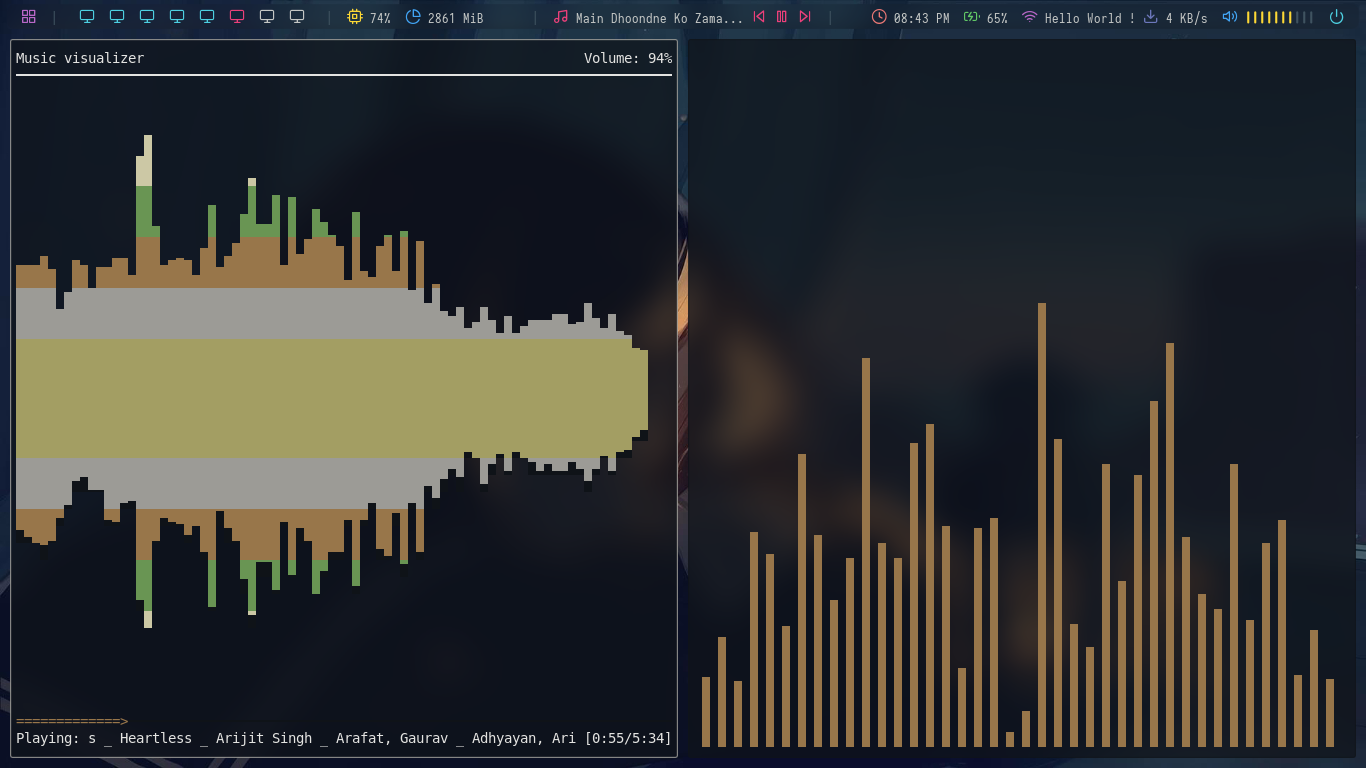 74% 2861 MiB Main Dhoondne Ko Zama... 08:43 PM 65% Hello World ! 4 KB/s
Music visualizer Volume: 94%
=============>
Playing: s _ Heartless _ Arijit Singh _ Arafat, Gaurav _ Adhyayan, Ari [0:55/5:34]